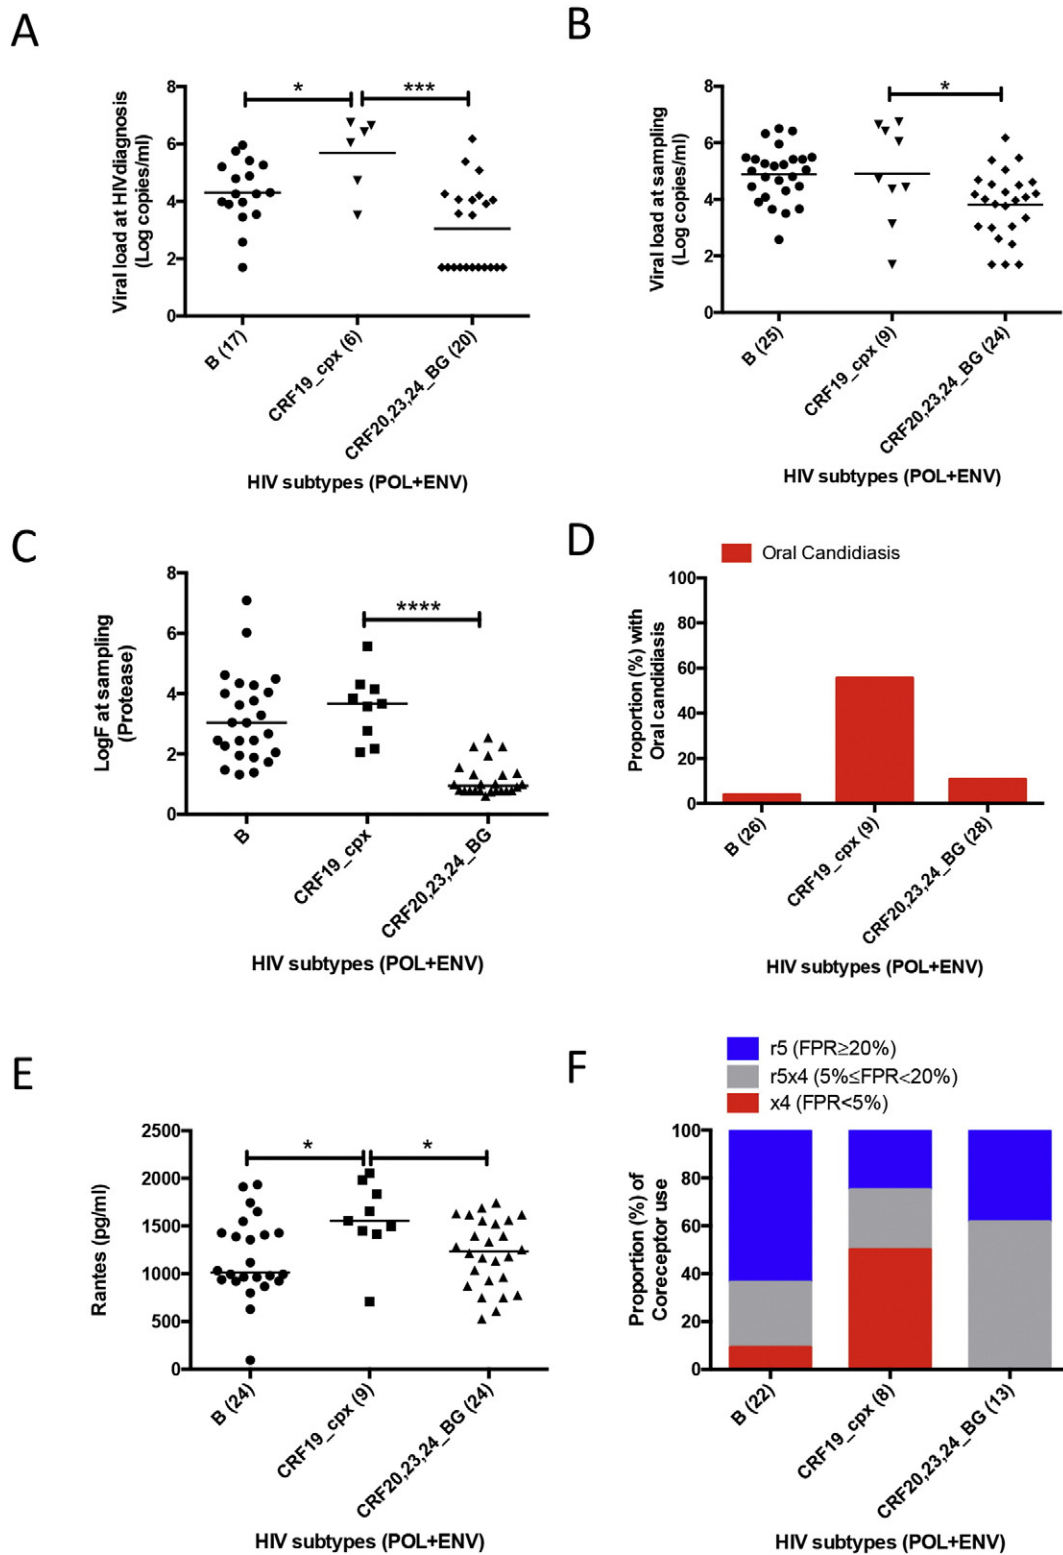 A
Viral load at HIVdiagnosis
(Log copies/ml)
8
6
4
2
0
*
***
B (17)
CRF19_cpx (6)
CRF20,23,24_BG (20)
HIV subtypes (POL+ENV)
B
Viral load at sampling
(Log copies/ml)
8
6
4
2
0
*
B (25)
CRF19_cpx (9)
CRF20,23,24_BG (24)
HIV subtypes (POL+ENV)
C
LogF at sampling
(Protease)
8
6
4
2
0
****
B
CRF19_cpx
CRF20,23,24_BG
HIV subtypes (POL+ENV)
D
Oral Candidiasis
Proportion (%) with
Oral candidiasis
100
80
60
40
20
0
B (26)
CRF19_cpx (9)
CRF20,23,24_BG (28)
HIV subtypes (POL+ENV)
E
Rantes (pg/ml)
2500
2000
1500
1000
500
0
*
*
B (24)
CRF19_cpx (9)
CRF20,23,24_BG (24)
HIV subtypes (POL+ENV)
F
r5 (FPR≥20%)
r5x4 (5%≤FPR<20%)
x4 (FPR<5%)
Proportion (%) of
Coreceptor use
100
80
60
40
20
0
B (22)
CRF19_cpx (8)
CRF20,23,24_BG (13)
HIV subtypes (POL+ENV)